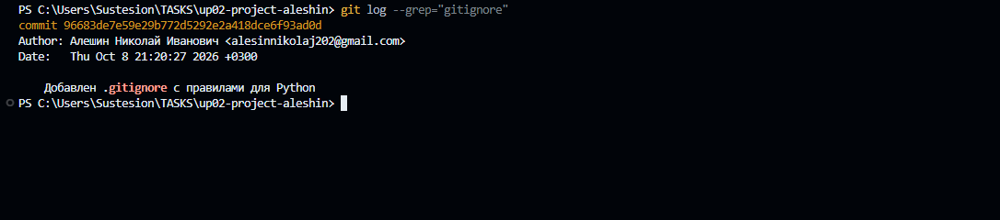 PS C:\Users\Sustesion\TASKS\up02-project-aleshin> git log --grep="gitignore"
commit 96683de7e59e29b772d5292e2a418dce6f93ad0d
Author: Алешин Николай Иванович <alesinnikolaj202@gmail.com>
Date:   Thu Oct 8 21:20:27 2026 +0300
    Добавлен .gitignore с правилами для Python
PS C:\Users\Sustesion\TASKS\up02-project-aleshin>